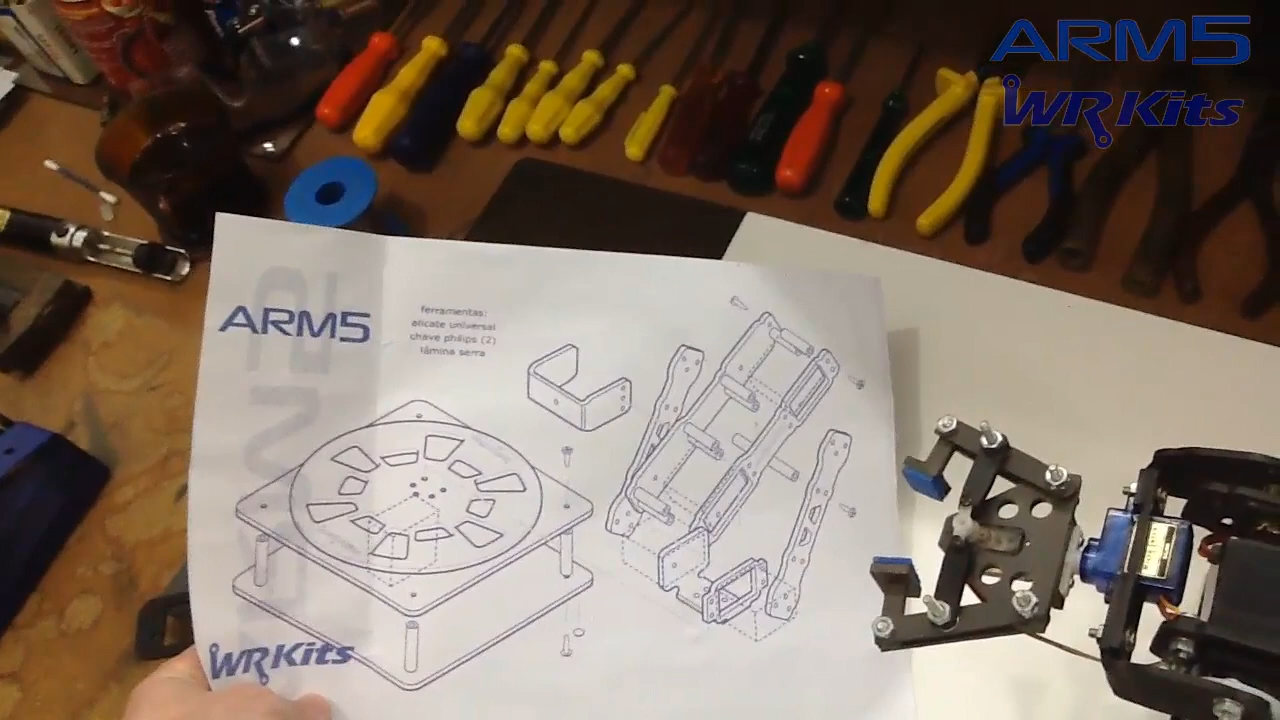 ARM5
WR Kits
ARM5
ferramentas:
alicate universal
chave philips (2)
lâmina serra
WR Kits